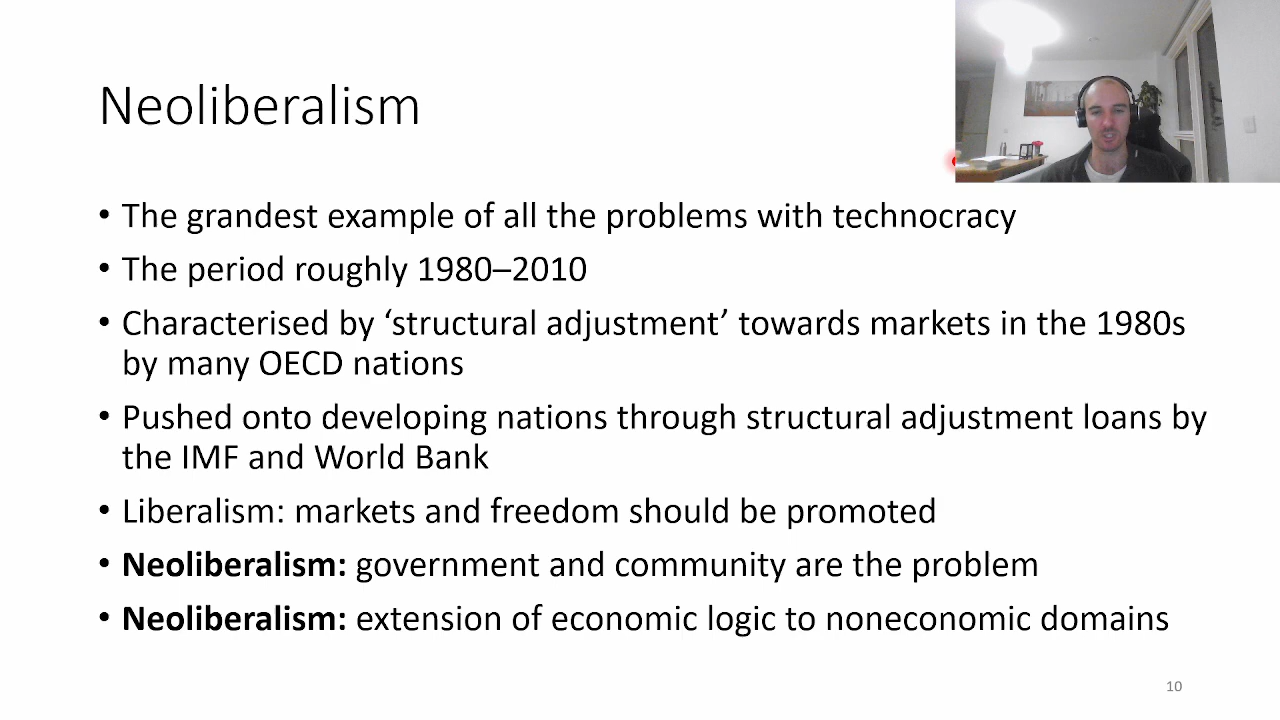 Neoliberalism
• The grandest example of all the problems with technocracy
• The period roughly 1980–2010
• Characterised by ‘structural adjustment’ towards markets in the 1980s
by many OECD nations
• Pushed onto developing nations through structural adjustment loans by
the IMF and World Bank
• Liberalism: markets and freedom should be promoted
• Neoliberalism: government and community are the problem
• Neoliberalism: extension of economic logic to noneconomic domains
10